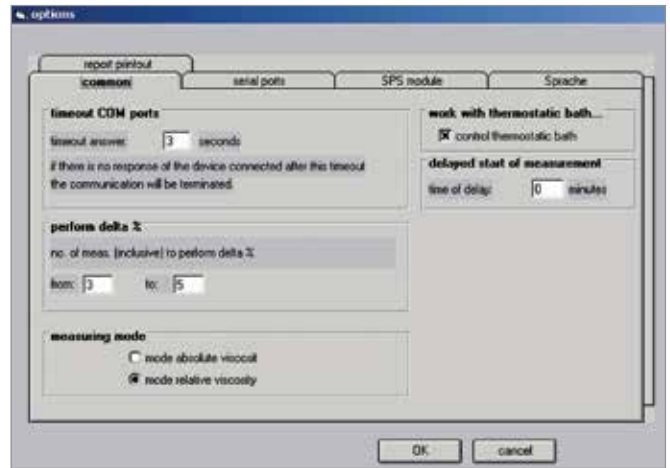 options
report printout
common
serial ports
SPS module
Sprache
timeout COM ports
timeout answer: 3 seconds
if there is no response of the device connected after this timeout
the communication will be terminated.
perform delta %
no. of meas. (inclusive) to perform delta %
from: 3 to: 5
measuring mode
mode absolute viscosit
mode relative viscosity
work with thermostatic bath...
control thermostatic bath
delayed start of measurement
time of delay: 0 minutes
OK
cancel